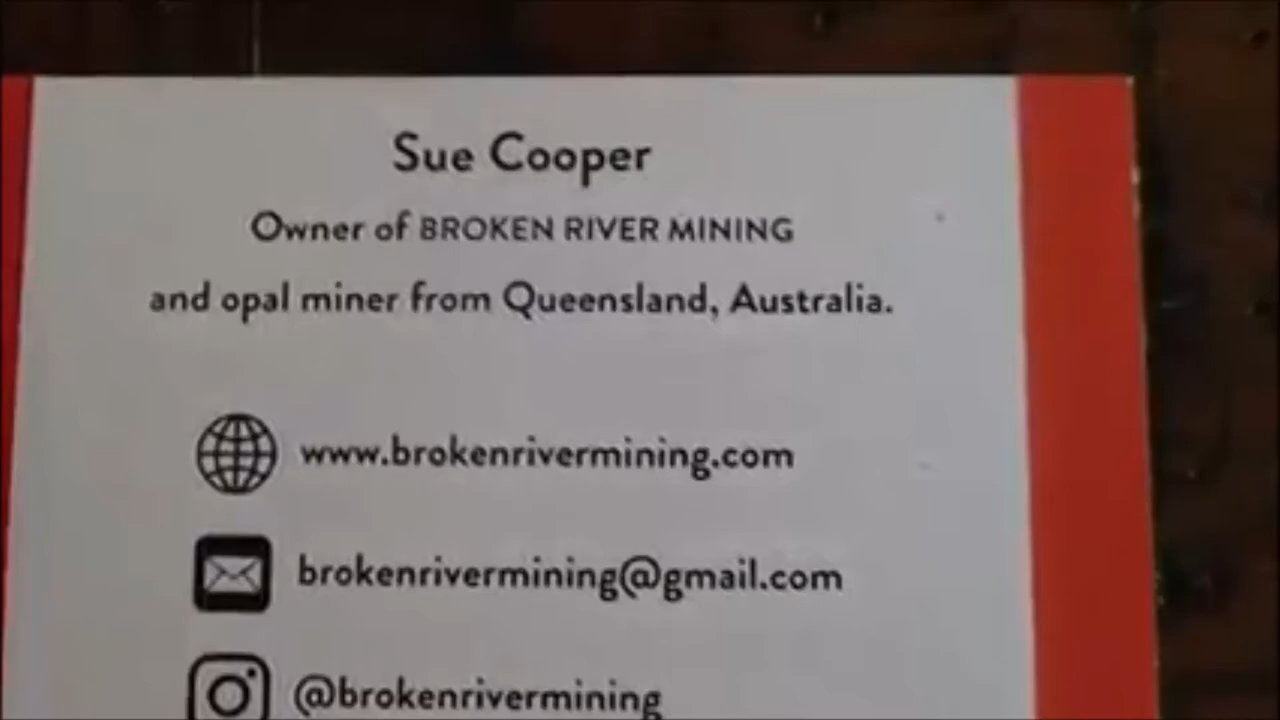 Sue Cooper
Owner of BROKEN RIVER MINING
and opal miner from Queensland, Australia.
www.brokenrivermining.com
brokenrivermining@gmail.com
@brokenrivermining